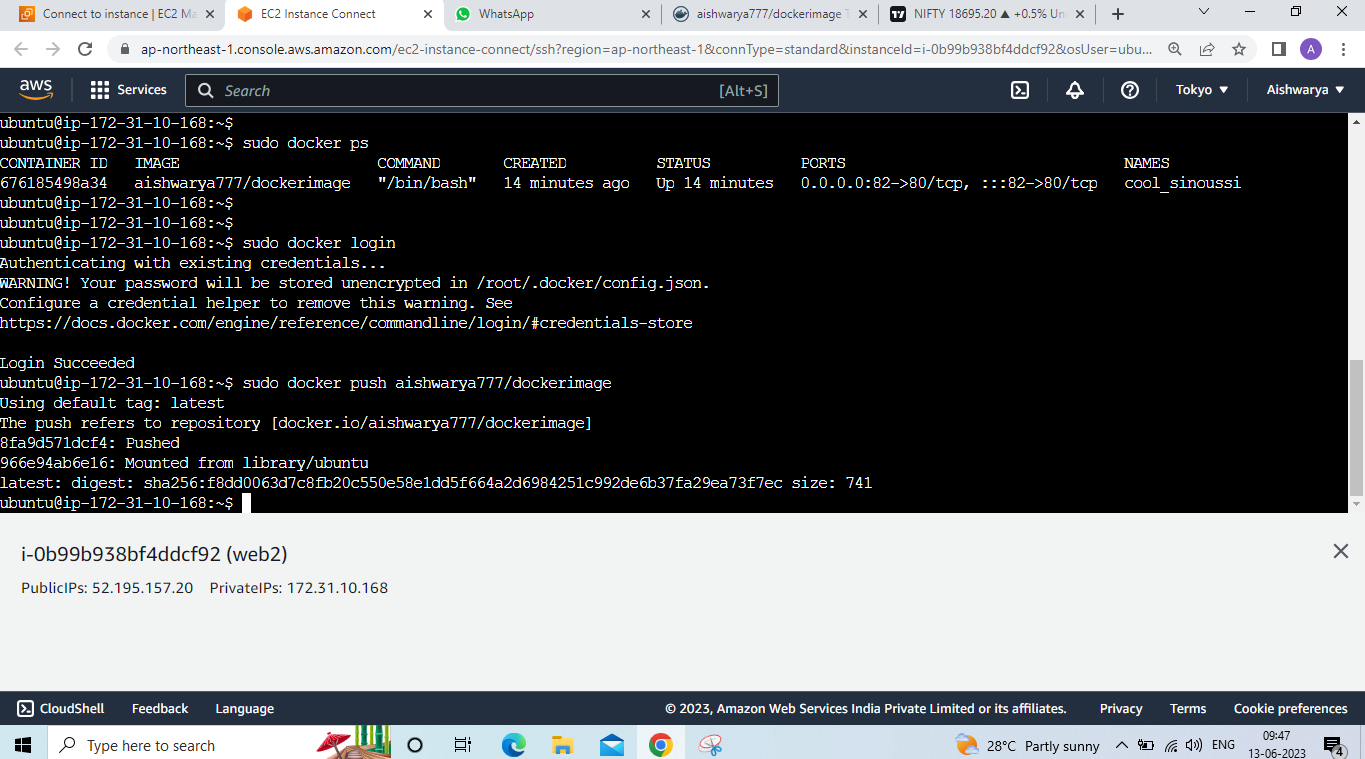 Connect to instance | EC2 Ma
EC2 Instance Connect
WhatsApp
aishwarya777/dockerimage T
NIFTY 18695.20 ▲ +0.5% Un
ap-northeast-1.console.aws.amazon.com/ec2-instance-connect/ssh?region=ap-northeast-1&connType=standard&instanceId=i-0b99b938bf4ddcf92&osUser=ubu...
A
aws
Services
Search
[Alt+S]
Tokyo ▼
Aishwarya ▼
ubuntu@ip-172-31-10-168:~$
ubuntu@ip-172-31-10-168:~$ sudo docker ps
CONTAINER ID IMAGE COMMAND CREATED STATUS PORTS NAMES
676185498a34 aishwarya777/dockerimage "/bin/bash" 14 minutes ago Up 14 minutes 0.0.0.0:82->80/tcp, :::82->80/tcp cool_sinoussi
ubuntu@ip-172-31-10-168:~$
ubuntu@ip-172-31-10-168:~$
ubuntu@ip-172-31-10-168:~$ sudo docker login
Authenticating with existing credentials...
WARNING! Your password will be stored unencrypted in /root/.docker/config.json.
Configure a credential helper to remove this warning. See
https://docs.docker.com/engine/reference/commandline/login/#credentials-store
Login Succeeded
ubuntu@ip-172-31-10-168:~$ sudo docker push aishwarya777/dockerimage
Using default tag: latest
The push refers to repository [docker.io/aishwarya777/dockerimage]
8fa9d571dcf4: Pushed
966e94ab6e16: Mounted from library/ubuntu
latest: digest: sha256:f8dd0063d7c8fb20c550e58e1dd5f664a2d6984251c992de6b37fa29ea73f7ec size: 741
ubuntu@ip-172-31-10-168:~$
i-0b99b938bf4ddcf92 (web2)
PublicIPs: 52.195.157.20 PrivateIPs: 172.31.10.168
CloudShell
Feedback
Language
© 2023, Amazon Web Services India Private Limited or its affiliates.
Privacy
Terms
Cookie preferences
Type here to search
28°C Partly sunny
ENG
09:47
13-06-2023
4